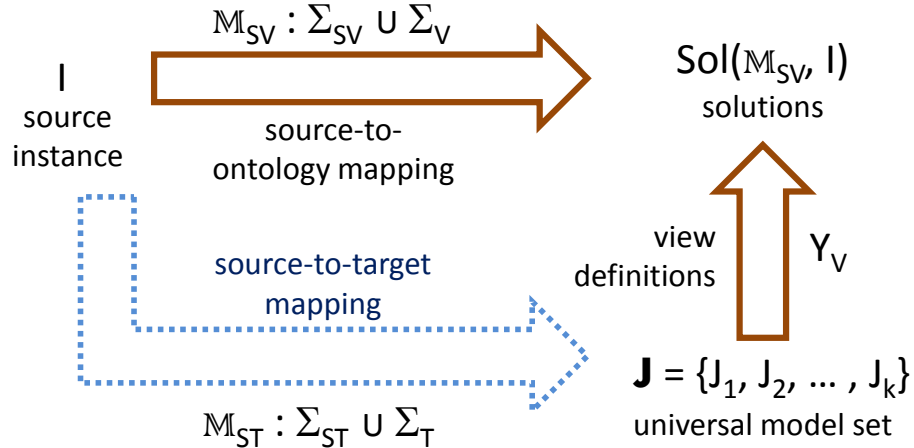 𝕄SV : ΣSV ∪ ΣV
I
source
instance
source-to-
ontology mapping
Sol(𝕄SV, I)
solutions
source-to-target
mapping
view
definitions
YV
𝕄ST : ΣST ∪ ΣT
J = {J1, J2, … , Jk}
universal model set